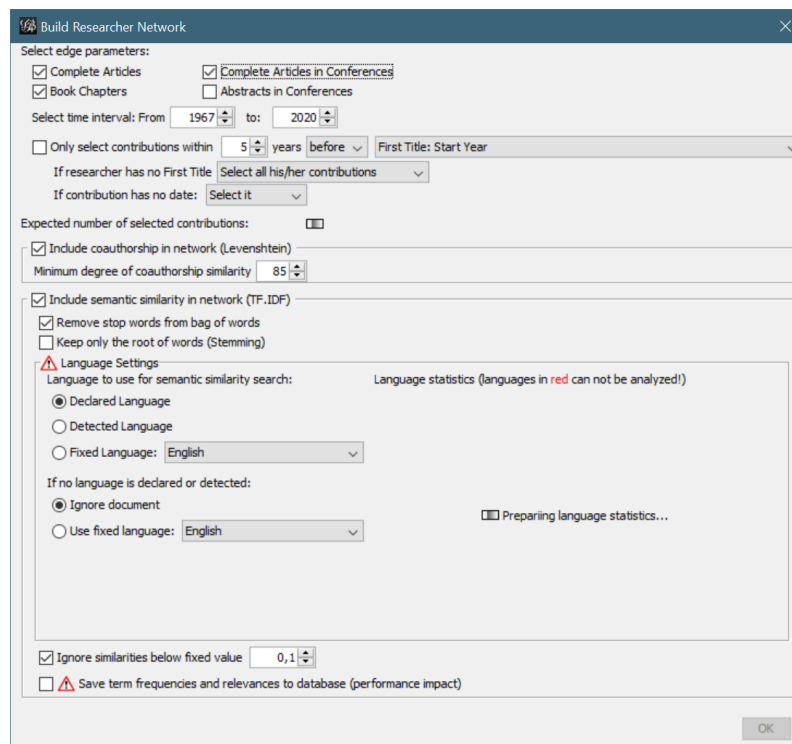 Build Researcher Network
Select edge parameters:
Complete Articles Complete Articles in Conferences
Book Chapters Abstracts in Conferences
Select time interval: From 1967 to: 2020
Only select contributions within 5 years before First Title: Start Year
If researcher has no First Title Select all his/her contributions
If contribution has no date: Select it
Expected number of selected contributions:
Include coauthorship in network (Levenshtein)
Minimum degree of coauthorship similarity 85
Include semantic similarity in network (TF.IDF)
Remove stop words from bag of words
Keep only the root of words (Stemming)
Language Settings
Language to use for semantic similarity search: Language statistics (languages in red can not be analyzed!)
Declared Language
Detected Language
Fixed Language: English
If no language is declared or detected:
Ignore document
Prepariing language statistics...
Use fixed language: English
Ignore similarities below fixed value 0,1
Save term frequencies and relevances to database (performance impact)
OK